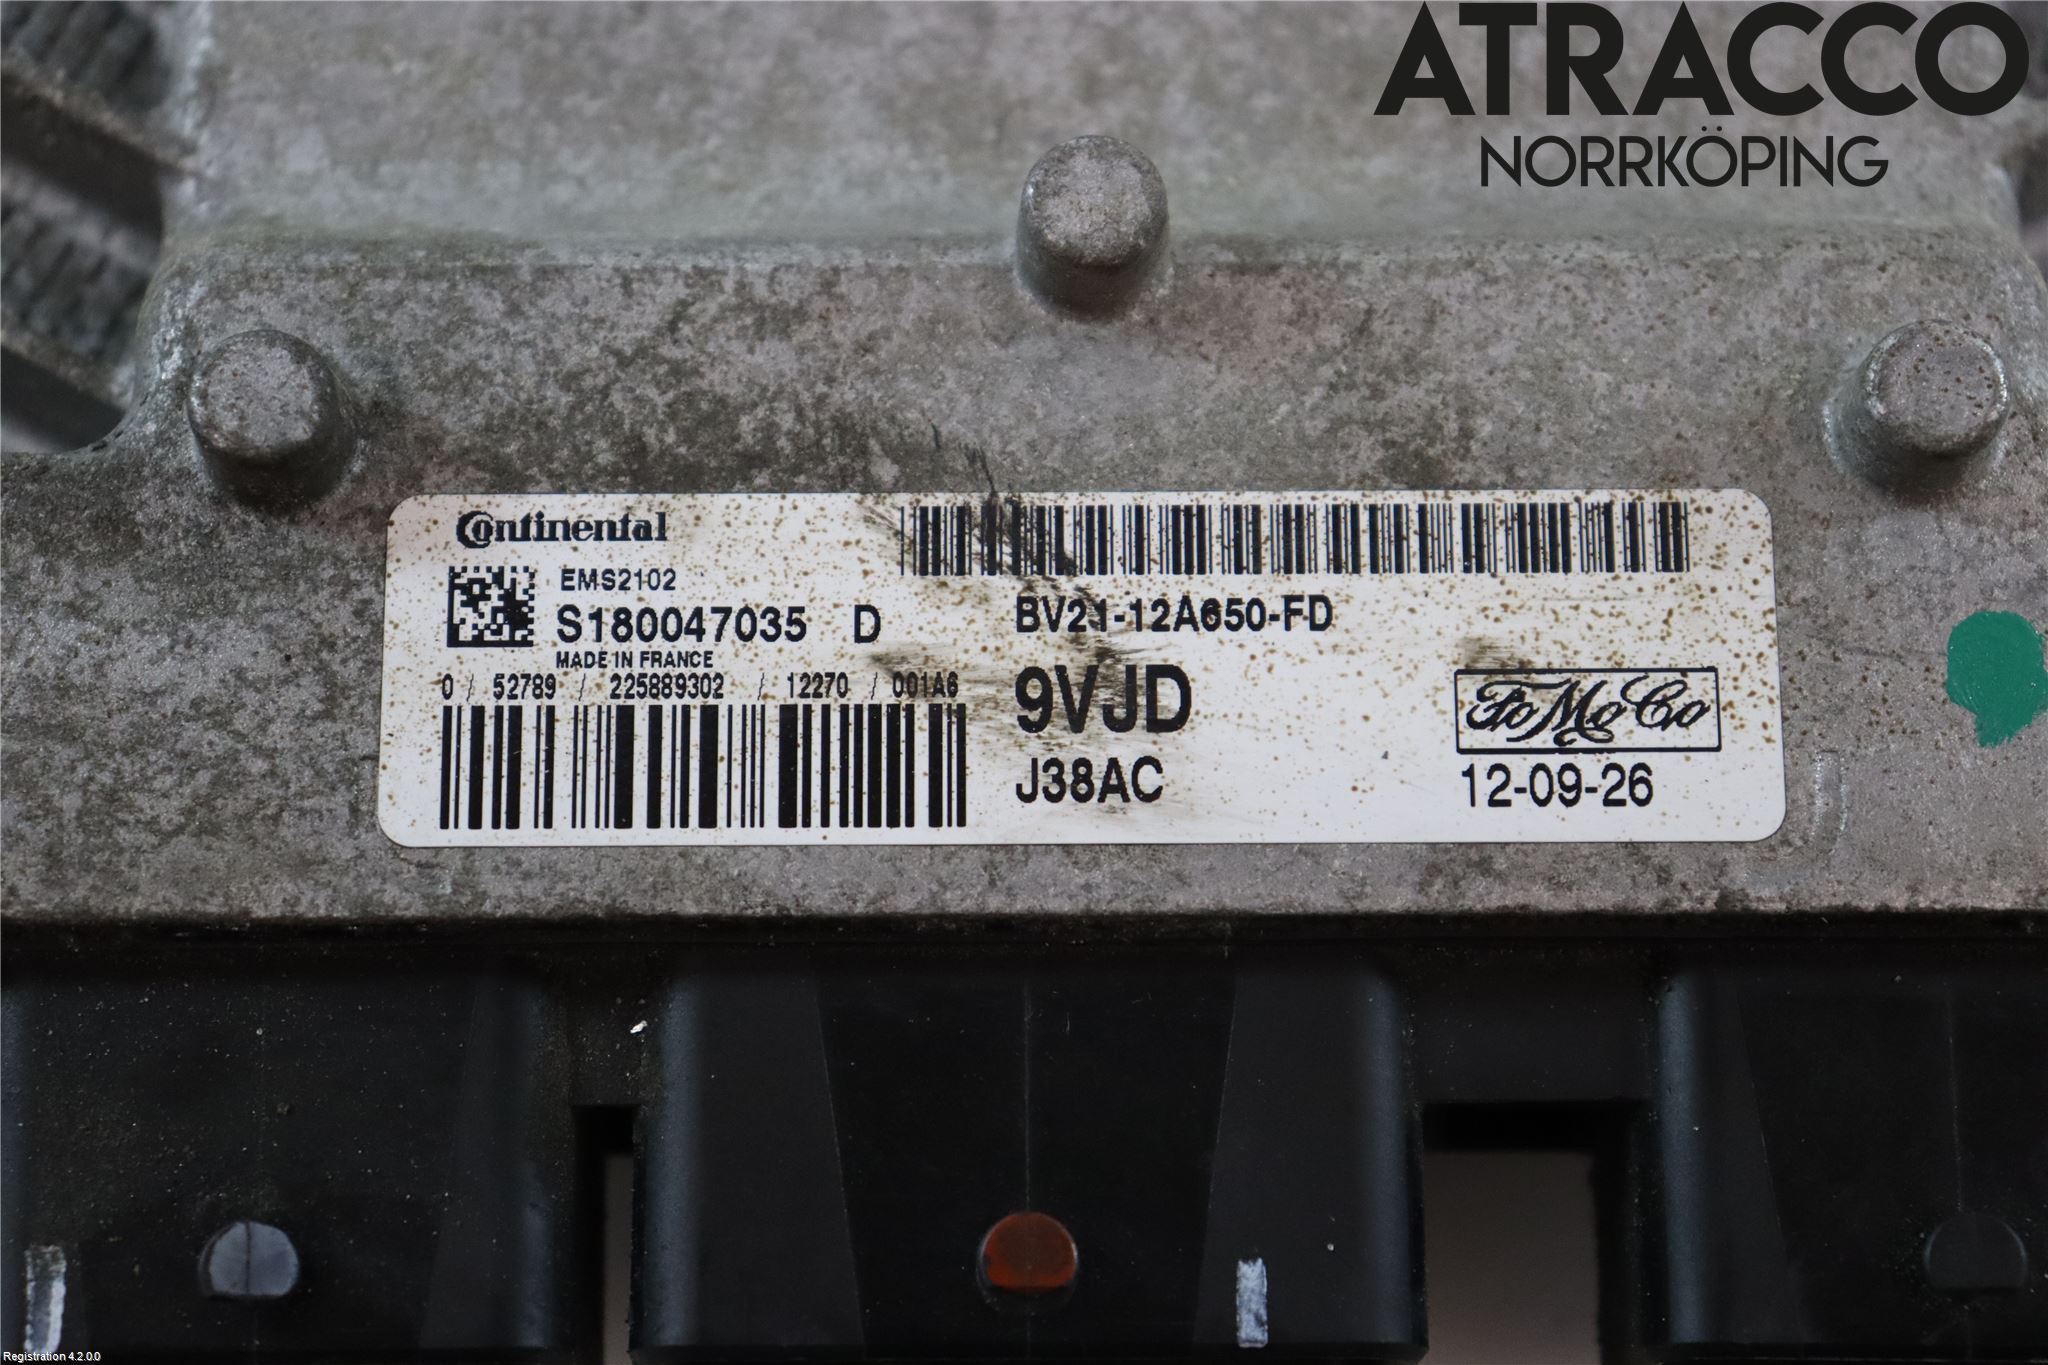 ATRACCO
NORRKÖPING
Continental
EMS2102
S180047035 D
MADE IN FRANCE
0 / 52789 / 225889302 / 12270 / 001A6
BV21-12A650-FD
9VJD
J38AC
FoMoCo
12-09-26
Registration 4.2.0.0